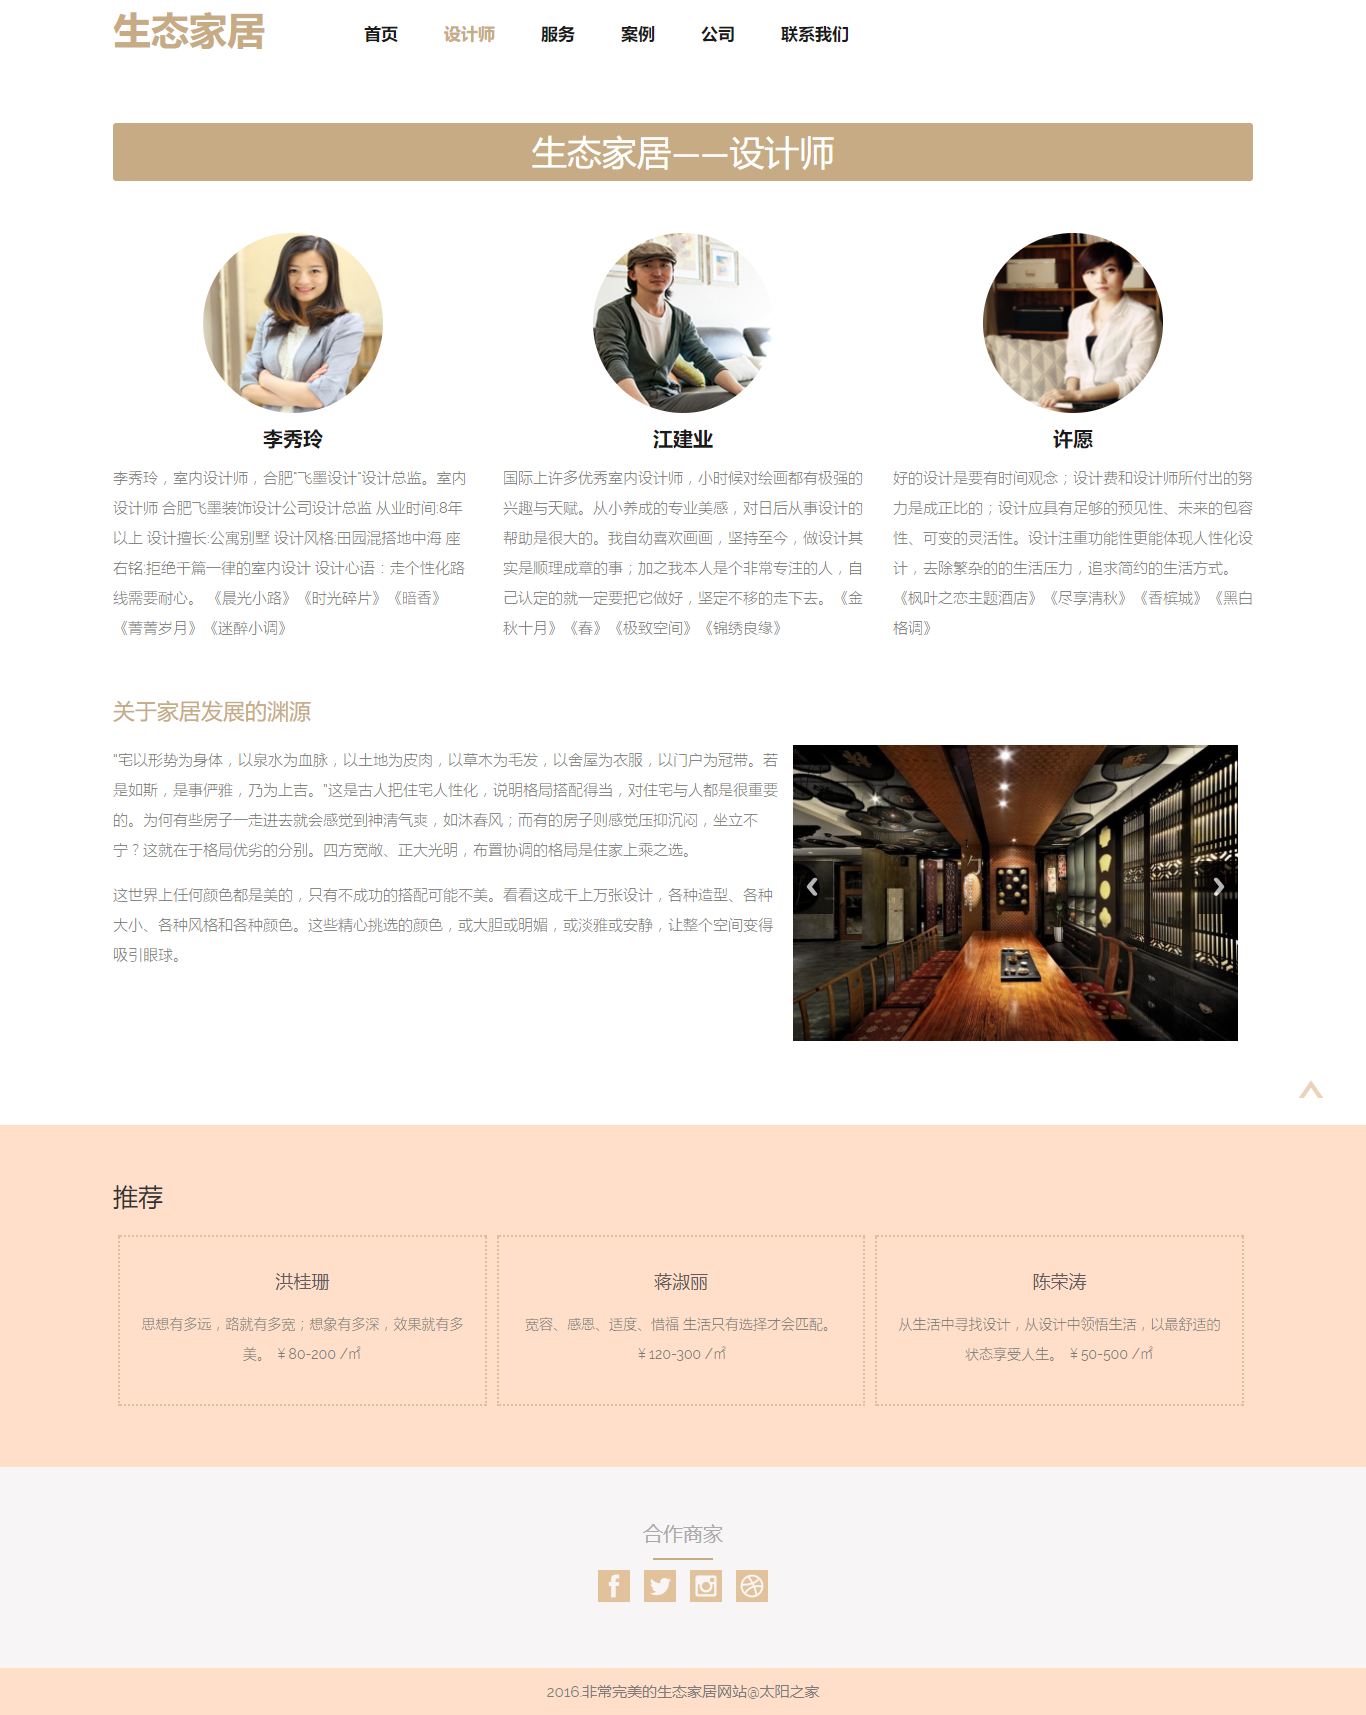 生态家居
首页 设计师 服务 案例 公司 联系我们
生态家居——设计师
李秀玲
李秀玲，室内设计师，合肥"飞墨设计"设计总监。室内
设计师 合肥飞墨装饰设计公司设计总监 从业时间:8年
以上 设计擅长:公寓别墅 设计风格:田园混搭地中海 座
右铭:拒绝千篇一律的室内设计 设计心语：走个性化路
线需要耐心。 《晨光小路》《时光碎片》《暗香》
《菁菁岁月》《迷醉小调》
江建业
国际上许多优秀室内设计师，小时候对绘画都有极强的
兴趣与天赋。从小养成的专业美感，对日后从事设计的
帮助是很大的。我自幼喜欢画画，坚持至今，做设计其
实是顺理成章的事；加之我本人是个非常专注的人，自
己认定的就一定要把它做好，坚定不移的走下去。《金
秋十月》《春》《极致空间》《锦绣良缘》
许愿
好的设计是要有时间观念；设计费和设计师所付出的努
力是成正比的；设计应具有足够的预见性、未来的包容
性、可变的灵活性。设计注重功能性更能体现人性化设
计，去除繁杂的的生活压力，追求简约的生活方式。
《枫叶之恋主题酒店》《尽享清秋》《香槟城》《黑白
格调》
关于家居发展的渊源
"宅以形势为身体，以泉水为血脉，以土地为皮肉，以草木为毛发，以舍屋为衣服，以门户为冠带。若
是如斯，是事俨雅，乃为上吉。"这是古人把住宅人性化，说明格局搭配得当，对住宅与人都是很重要
的。为何有些房子一走进去就会感觉到神清气爽，如沐春风；而有的房子则感觉压抑沉闷，坐立不
宁？这就在于格局优劣的分别。四方宽敞、正大光明，布置协调的格局是住家上乘之选。
这世界上任何颜色都是美的，只有不成功的搭配可能不美。看看这成千上万张设计，各种造型、各种
大小、各种风格和各种颜色。这些精心挑选的颜色，或大胆或明媚，或淡雅或安静，让整个空间变得
吸引眼球。
推荐
洪桂珊
思想有多远，路就有多宽；想象有多深，效果就有多
美。 ￥80-200 /㎡
蒋淑丽
宽容、感恩、适度、惜福 生活只有选择才会匹配。
￥120-300 /㎡
陈荣涛
从生活中寻找设计，从设计中领悟生活，以最舒适的
状态享受人生。 ￥50-500 /㎡
合作商家
2016.非常完美的生态家居网站@太阳之家